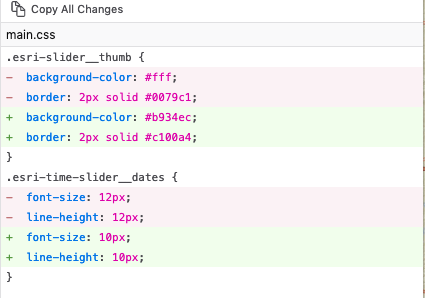 Copy All Changes
main.css
.esri-slider__thumb {
−  background-color: #fff;
−  border: 2px solid #0079c1;
+  background-color: #b934ec;
+  border: 2px solid #c100a4;
}
.esri-time-slider__dates {
−  font-size: 12px;
−  line-height: 12px;
+  font-size: 10px;
+  line-height: 10px;
}